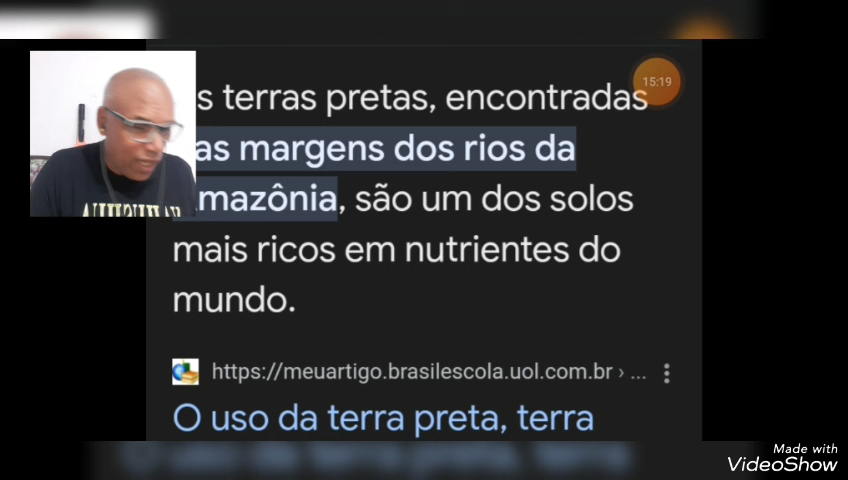 s terras pretas, encontradas
15:19
as margens dos rios da
mazônia, são um dos solos
mais ricos em nutrientes do
mundo.
https://meuartigo.brasilescola.uol.com.br › ...
O uso da terra preta, terra
Made with
VideoShow